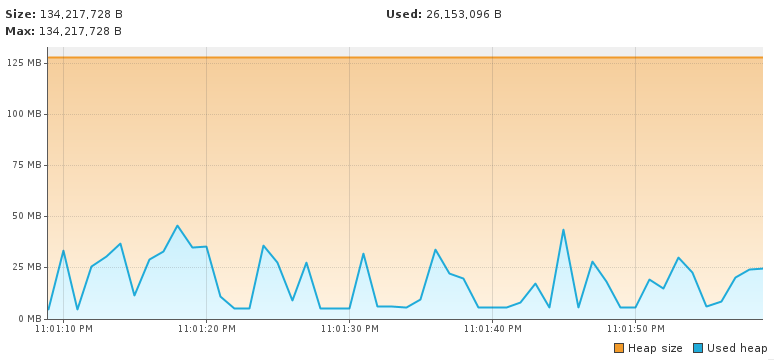 Size: 134,217,728 B
Used: 26,153,096 B
Max: 134,217,728 B
125 MB
100 MB
75 MB
50 MB
25 MB
0 MB
11:01:10 PM 11:01:20 PM 11:01:30 PM 11:01:40 PM 11:01:50 PM
Heap size Used heap